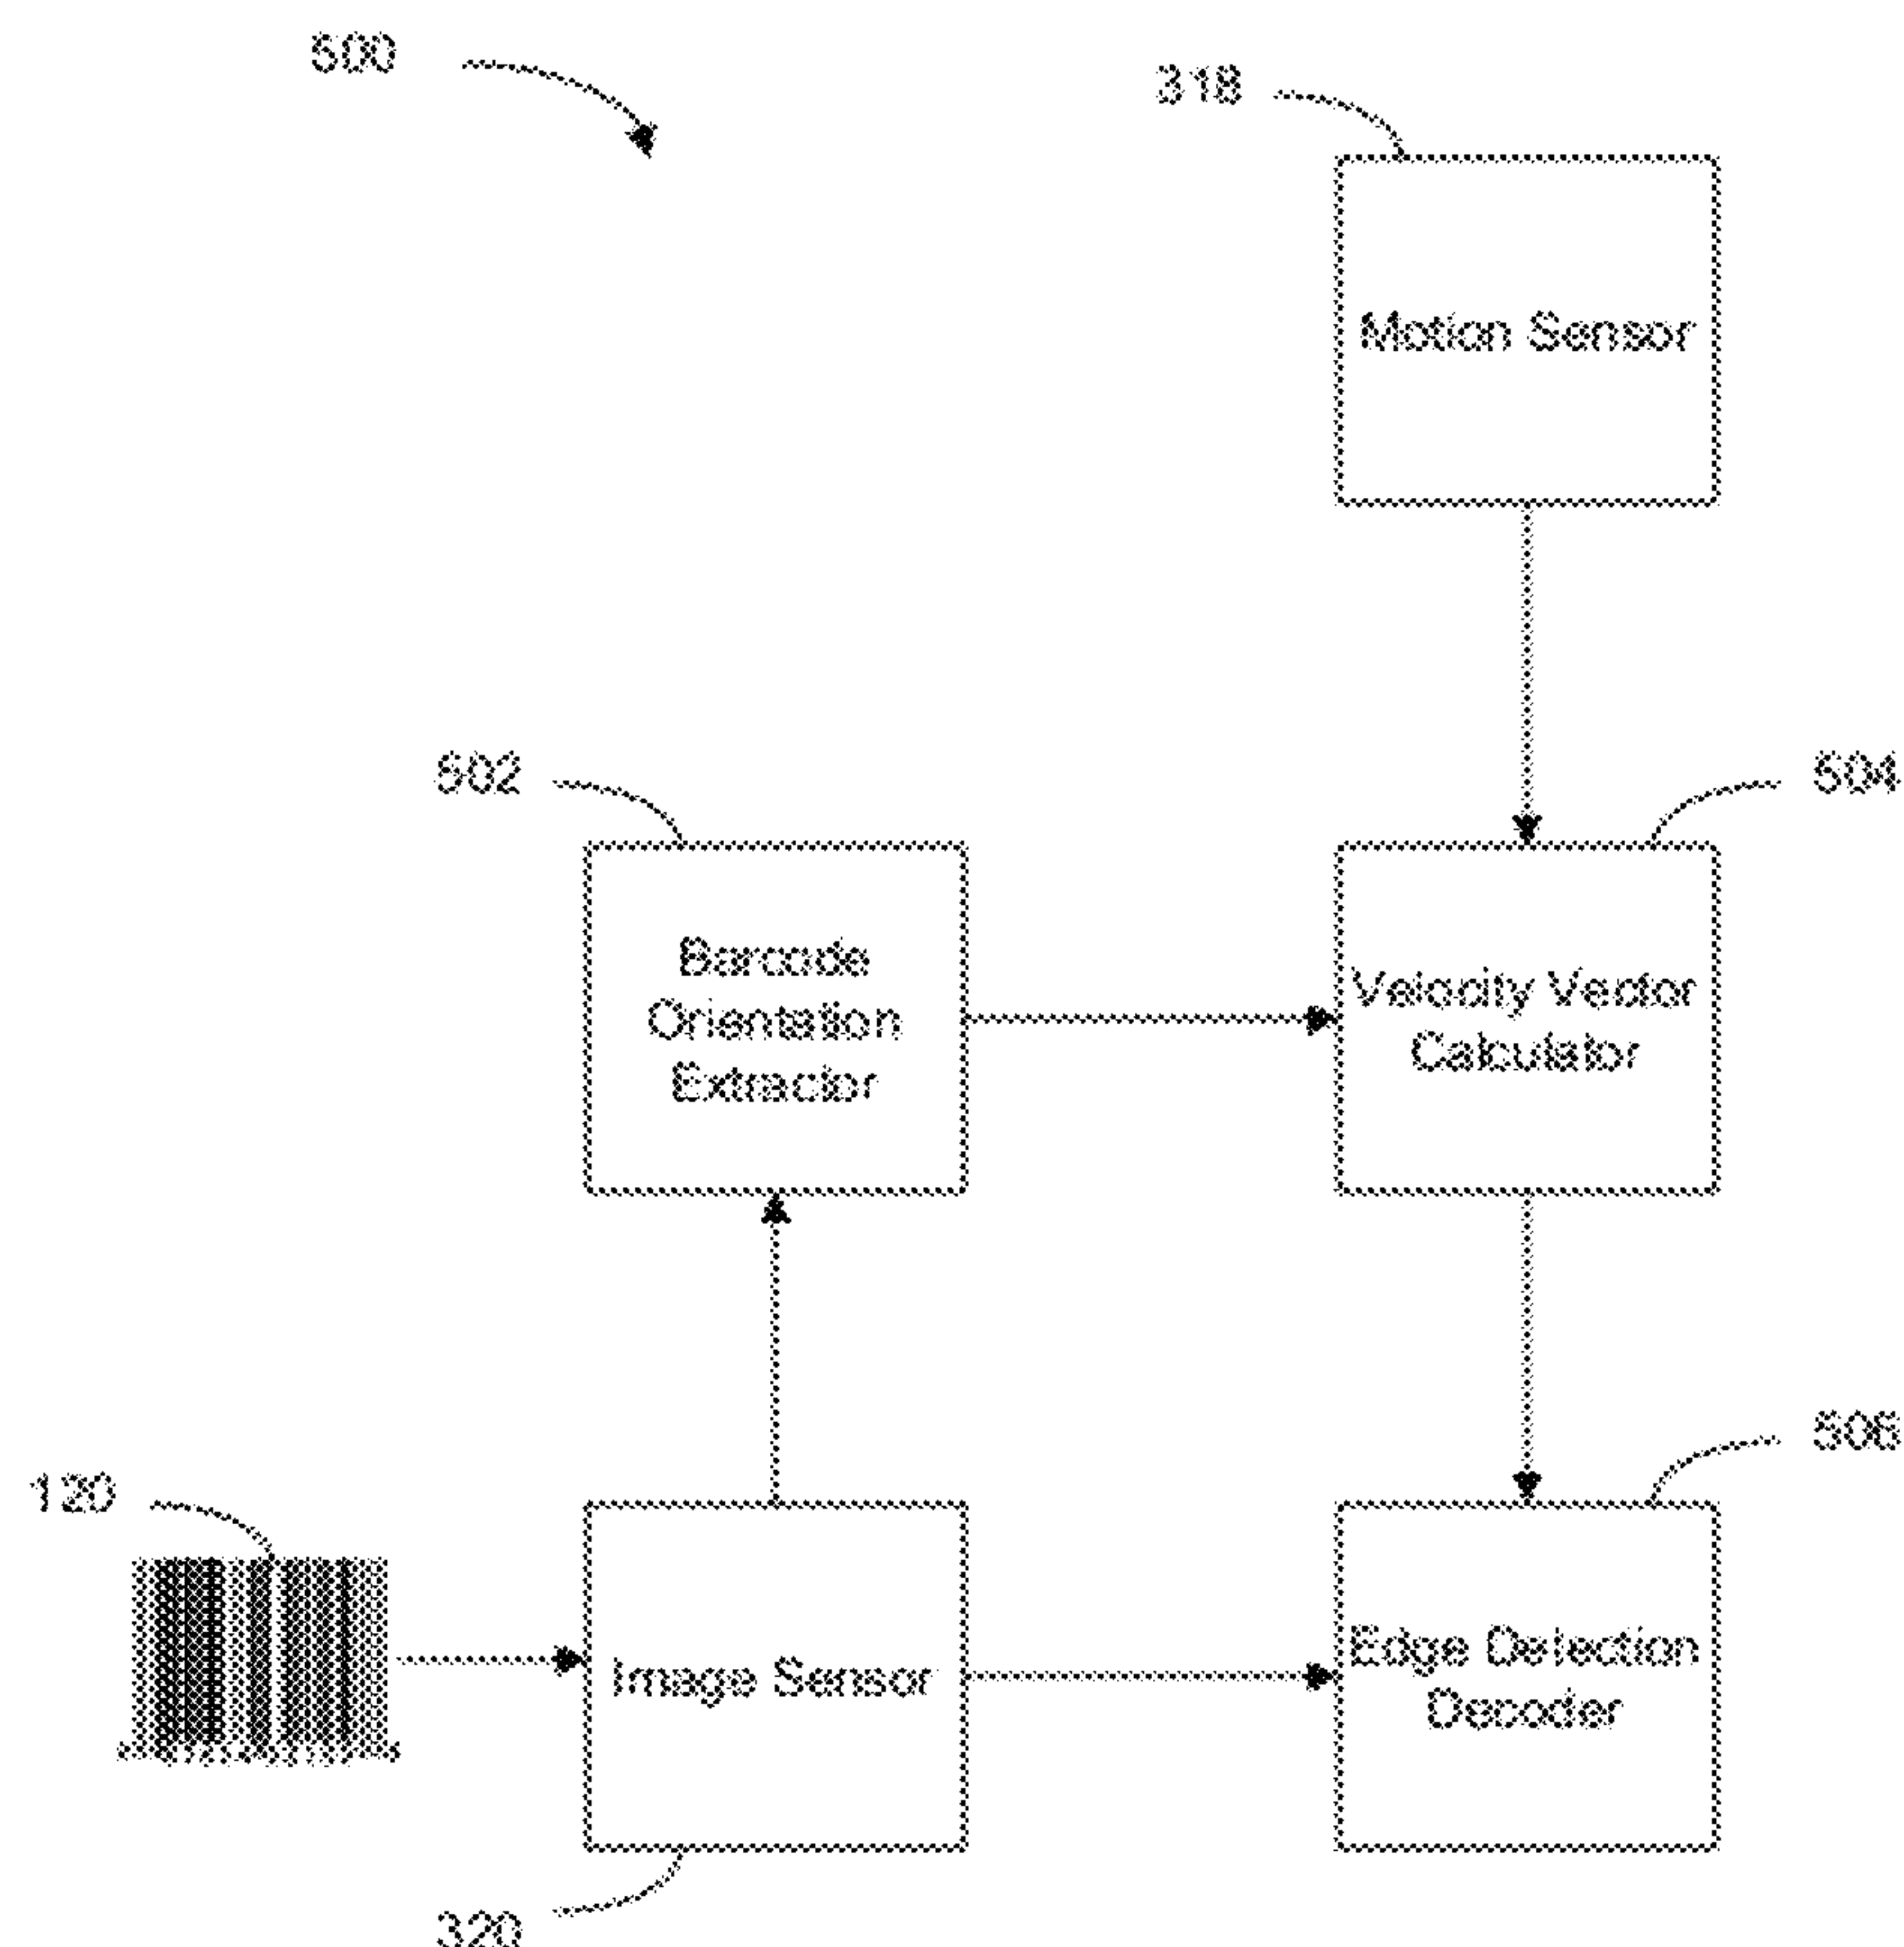 500
318
Motion Sensor
502
504
Barcode
Orientation
Extractor
Velocity Vector
Calculator
120
506
Image Sensor
Edge Detection
Decoder
320